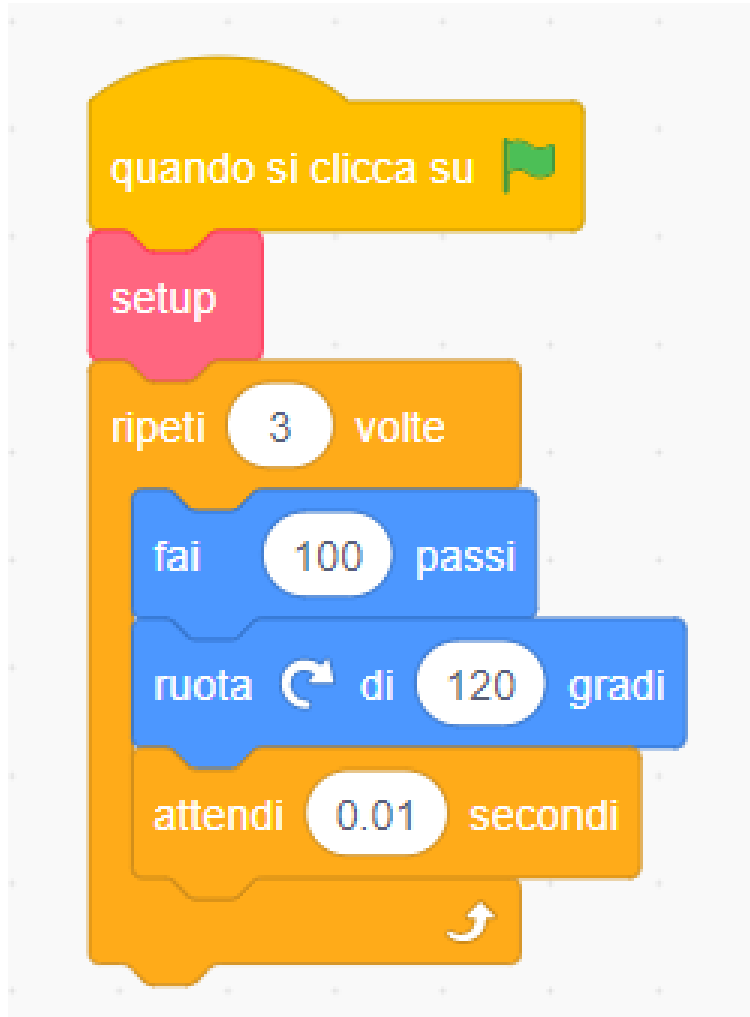 quando si clicca su
setup
ripeti 3 volte
fai 100 passi
ruota di 120 gradi
attendi 0.01 secondi